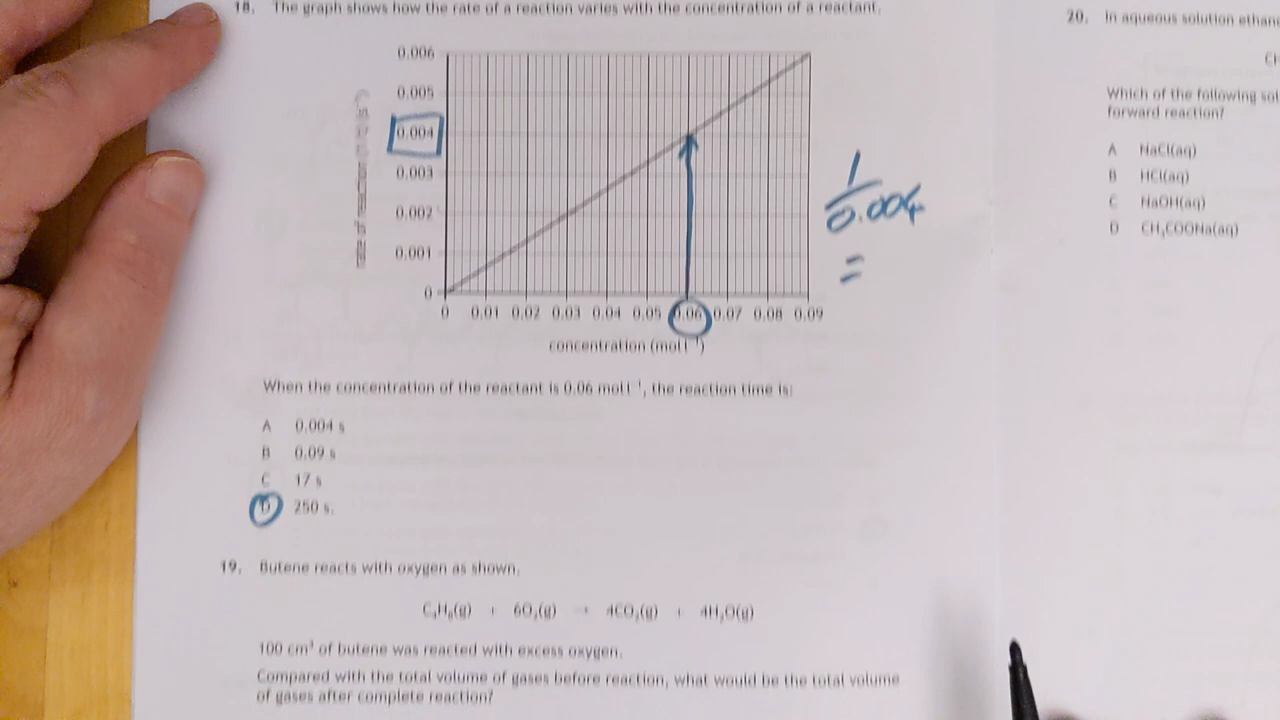 18. The graph shows how the rate of a reaction varies with the concentration of a reactant.
0.006
0.005
0.004
0.003
0.002
0.001
0
rate of reaction
0 0.01 0.02 0.03 0.04 0.05 0.06 0.07 0.08 0.09
concentration (mol l⁻¹)
1
0.004
=
When the concentration of the reactant is 0.06 mol l⁻¹, the reaction time is:
A 0.004 s
B 0.09 s
C 17 s
D 250 s.
19. Butene reacts with oxygen as shown.
C₄H₈(g) + 6O₂(g) → 4CO₂(g) + 4H₂O(g)
100 cm³ of butene was reacted with excess oxygen.
Compared with the total volume of gases before reaction, what would be the total volume
of gases after complete reaction?
20. In aqueous solution ethan
CH
Which of the following sol
forward reaction?
A NaCl(aq)
B HCl(aq)
C NaOH(aq)
D CH₃COONa(aq)